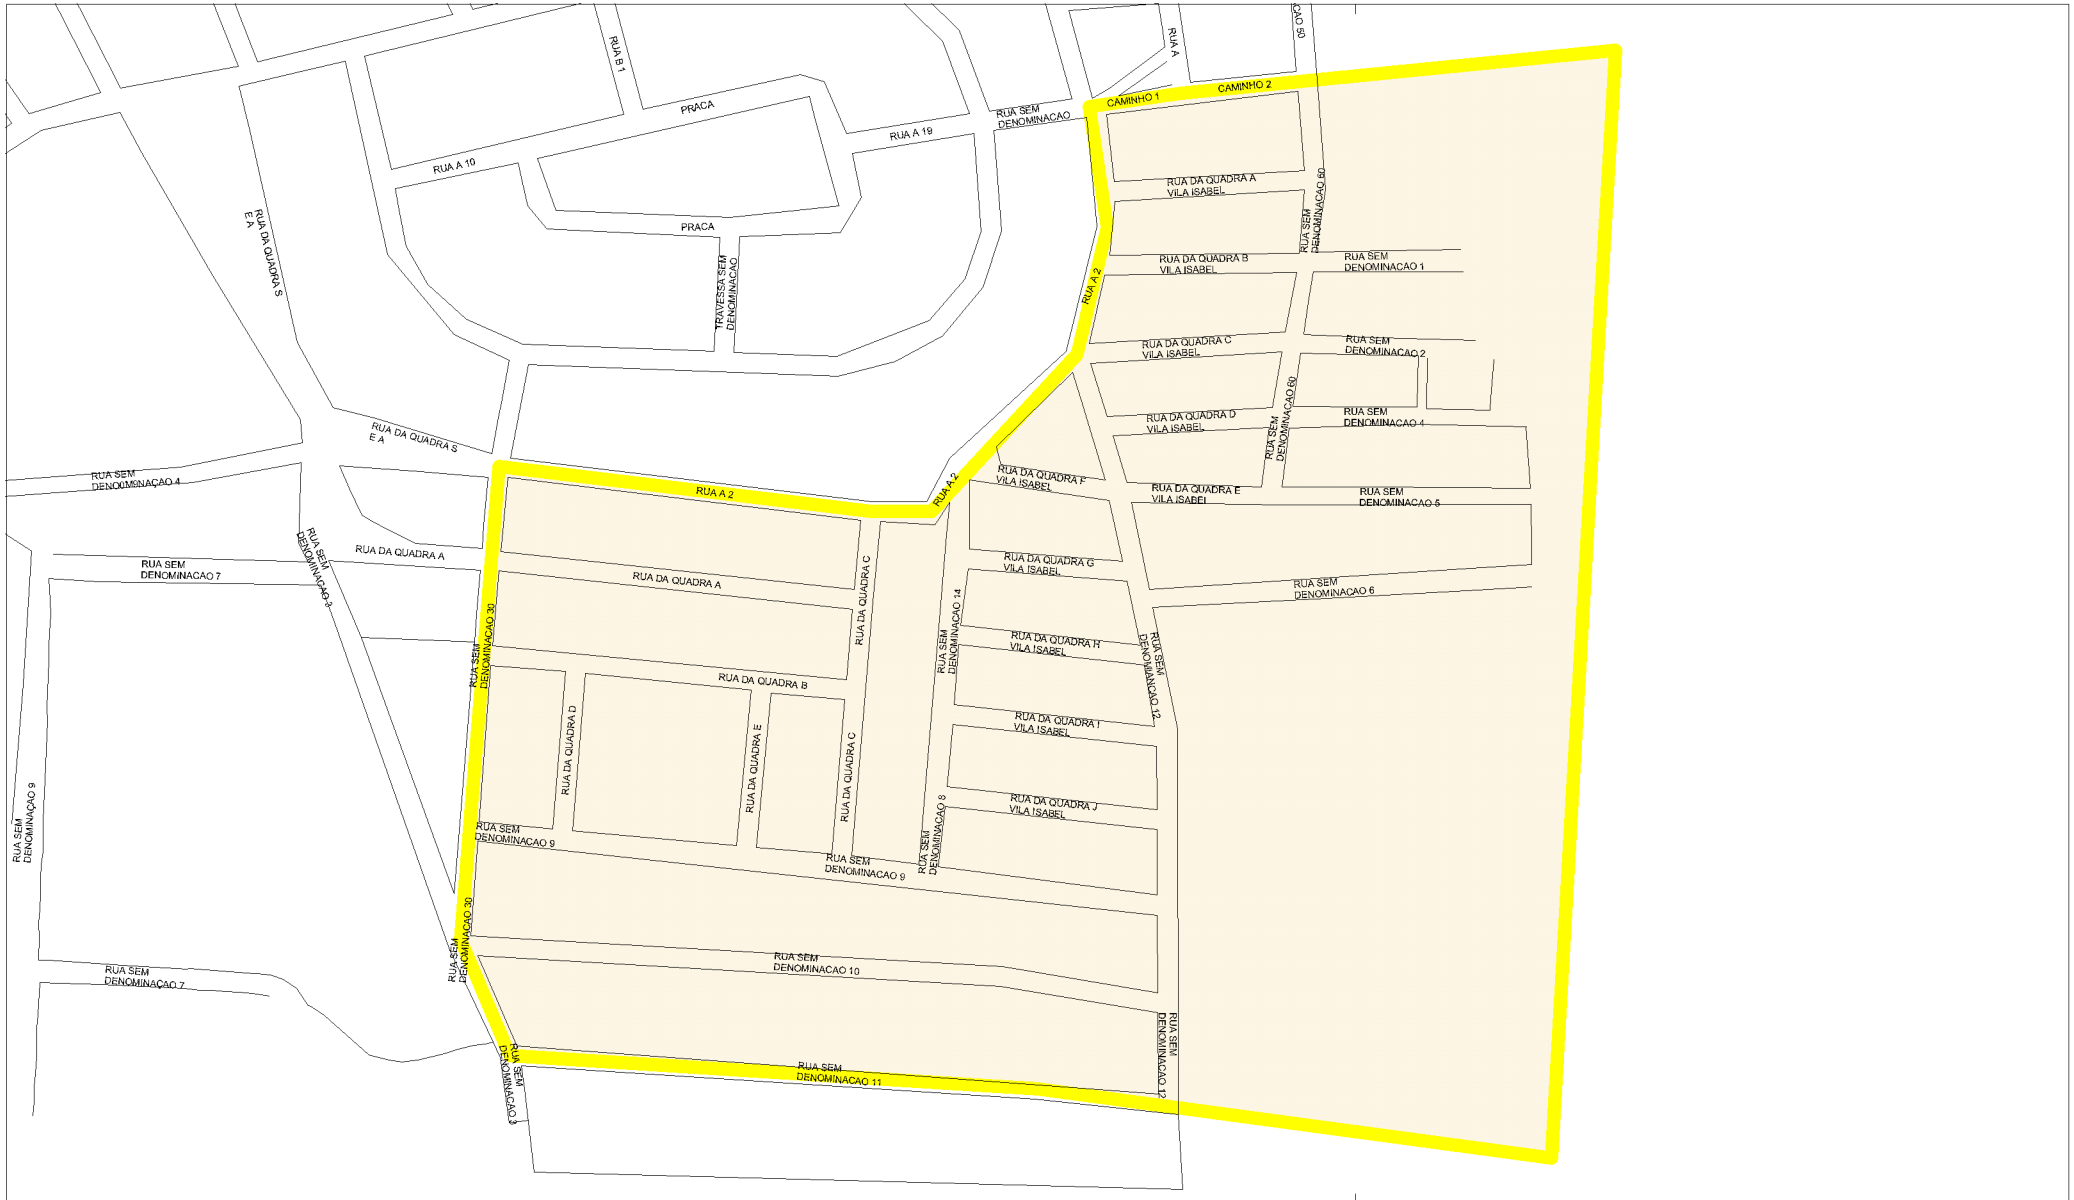 CAO 50
RUA A
RUA B 1
CAMINHO 2
CAMINHO 1
PRACA
RUA SEM
DENOMINACAO
RUA A 19
RUA A 10
RUA DA QUADRA A
VILA ISABEL
RUA SEM
DENOMINACAO 60
RUA DA QUADRA S
E A
PRACA
TRAVESSA SEM
DENOMINACAO
RUA DA QUADRA B
VILA ISABEL
RUA SEM
DENOMINACAO 1
RUA A 2
RUA DA QUADRA C
VILA ISABEL
RUA SEM
DENOMINACAO 2
RUA SEM
DENOMINACAO 60
RUA DA QUADRA D
VILA ISABEL
RUA SEM
DENOMINACAO 4
RUA DA QUADRA S
E A
RUA SEM
DENO0M9NAÇAO 4
RUA DA QUADRA F
VILA ISABEL
RUA A 2
RUA A 2
RUA DA QUADRA E
VILA ISABEL
RUA SEM
DENOMINACAO 5
RUA SEM
DENOMINACAO 3
RUA DA QUADRA A
RUA SEM
DENOMINACAO 7
RUA DA QUADRA A
RUA DA QUADRA C
RUA DA QUADRA G
VILA ISABEL
RUA SEM
DENOMINACAO 6
RUA SEM
DENOMINACAO 30
RUA SEM
DENOMINACAO 14
RUA DA QUADRA H
VILA ISABEL
RUA SEM
DENOMIANCAO 12
RUA DA QUADRA B
RUA DA QUADRA D
RUA DA QUADRA E
RUA DA QUADRA C
RUA DA QUADRA I
VILA ISABEL
RUA DA QUADRA J
VILA ISABEL
RUA SEM
DENOMINAÇAO 9
RUA SEM
DENOMINACAO 9
RUA SEM
DENOMINACAO 9
RUA SEM
DENOMINACAO 8
RUA SEM
DENOMINACAO 30
RUA SEM
DENOMINAÇAO 7
RUA SEM
DENOMINACAO 10
RUA SEM
DENOMINACAO 3
RUA SEM
DENOMINACAO 11
RUA SEM
DENOMINACAO 12